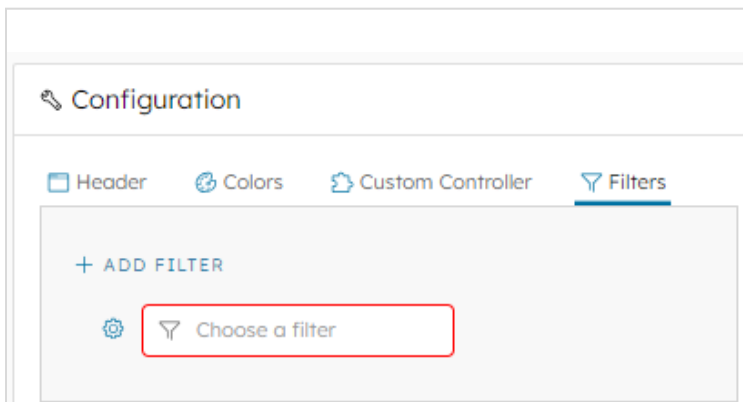 Configuration
Header Colors Custom Controller Filters
+ ADD FILTER
Choose a filter